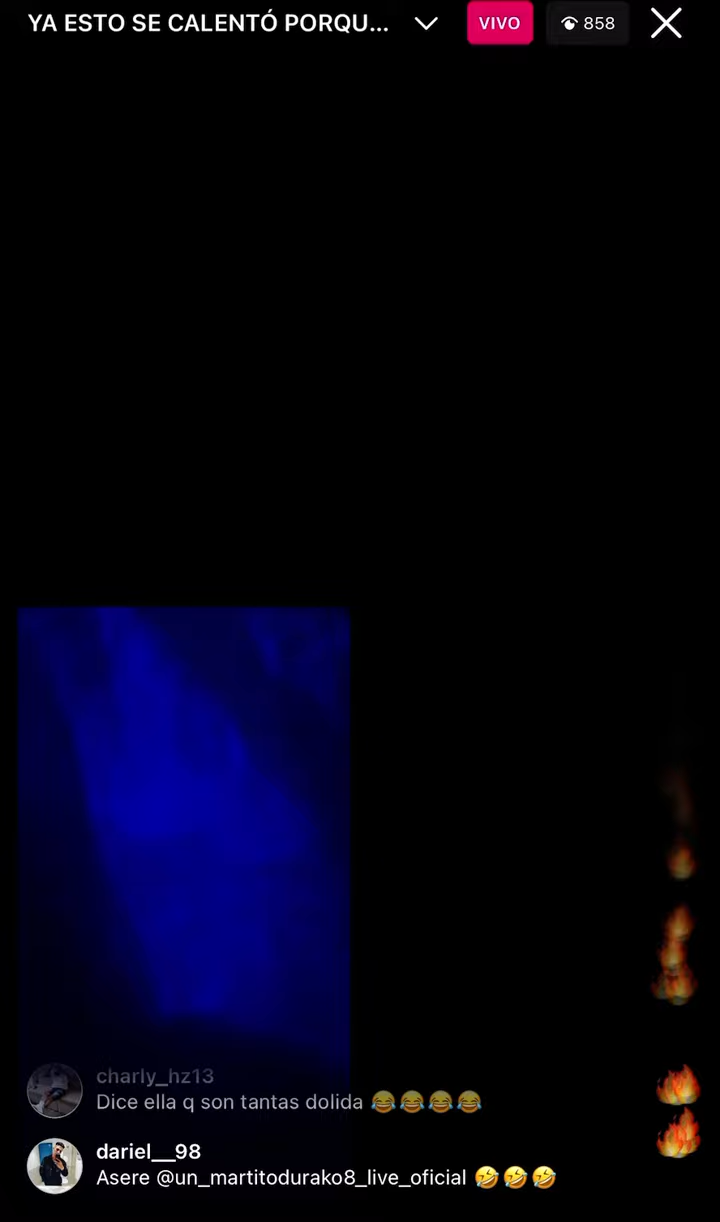 YA ESTO SE CALENTÓ PORQU...
VIVO
858
charly_hz13
Dice ella q son tantas dolida 😂😂😂😂
dariel__98
Asere @un_martitodurako8_live_oficial 🤣🤣🤣